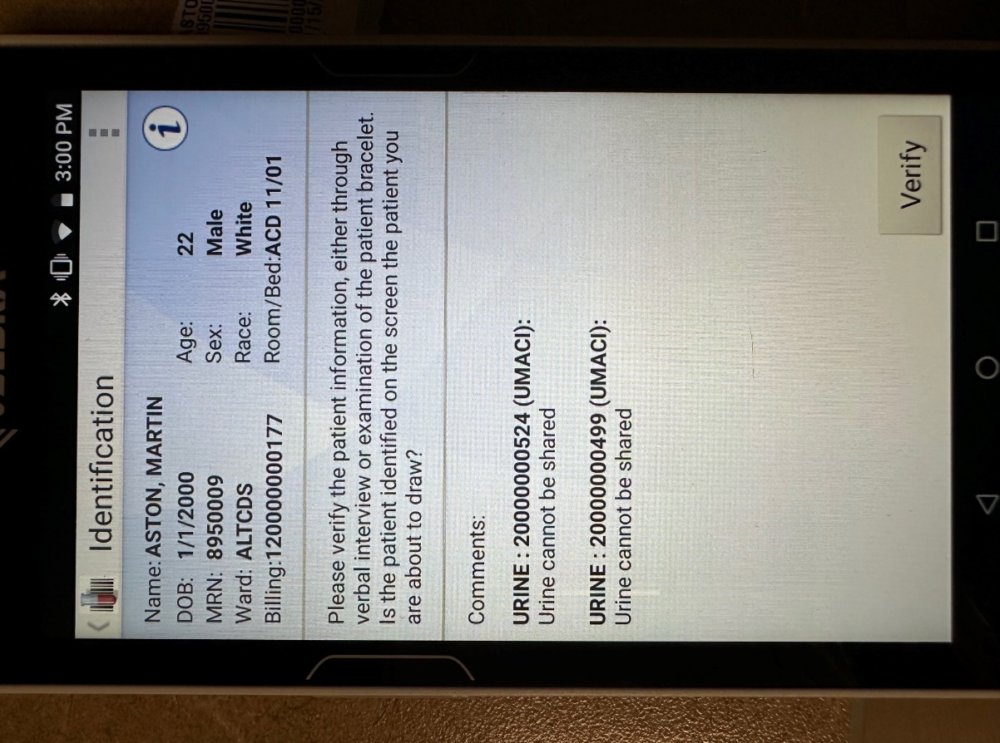 3:00 PM
Identification
Name: ASTON, MARTIN
DOB: 1/1/2000 Age: 22
MRN: 8950009 Sex: Male
Ward: ALTCDS Race: White
Billing:12000000177 Room/Bed:ACD 11/01
Please verify the patient information, either through
verbal interview or examination of the patient bracelet.
Is the patient identified on the screen the patient you
are about to draw?
Comments:
URINE : 20000000524 (UMACI):
Urine cannot be shared
URINE : 20000000499 (UMACI):
Urine cannot be shared
Verify